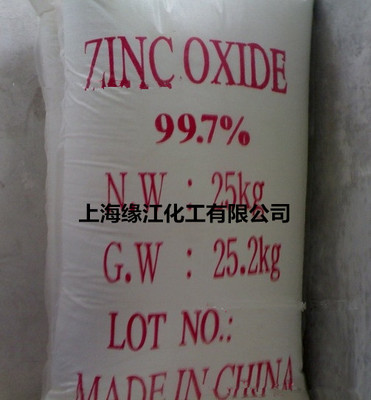 ZINC OXIDE
99.7%
N.W : 25kg
上海缘江化工有限公司
G.W : 25.2kg
LOT NO.:
MADE IN CHINA